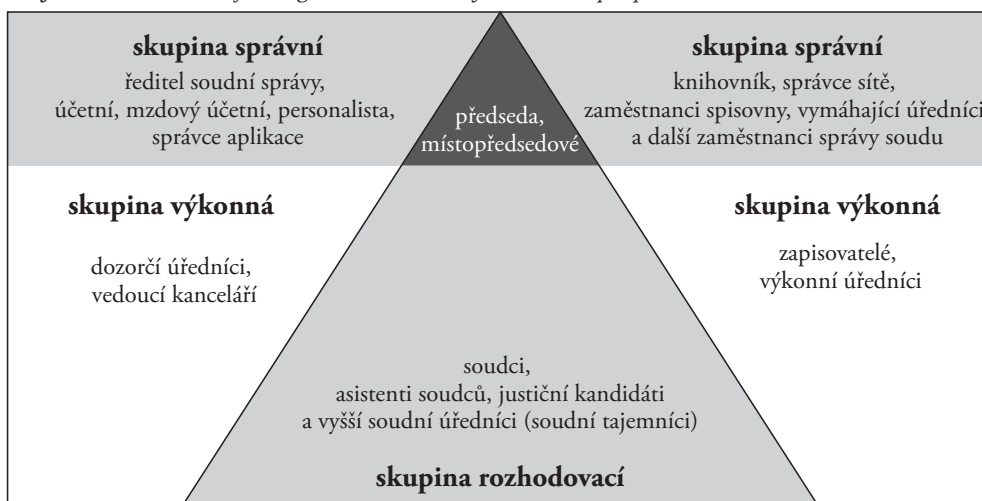 skupina správní
ředitel soudní správy,
účetní, mzdový účetní, personalista,
správce aplikace
předseda,
místopředsedové
skupina správní
knihovník, správce sítě,
zaměstnanci spisovny, vymáhající úředníci
a další zaměstnanci správy soudu
skupina výkonná
dozorčí úředníci,
vedoucí kanceláří
skupina výkonná
zapisovatelé,
výkonní úředníci
soudci,
asistenti soudců, justiční kandidáti
a vyšší soudní úředníci (soudní tajemníci)
skupina rozhodovací